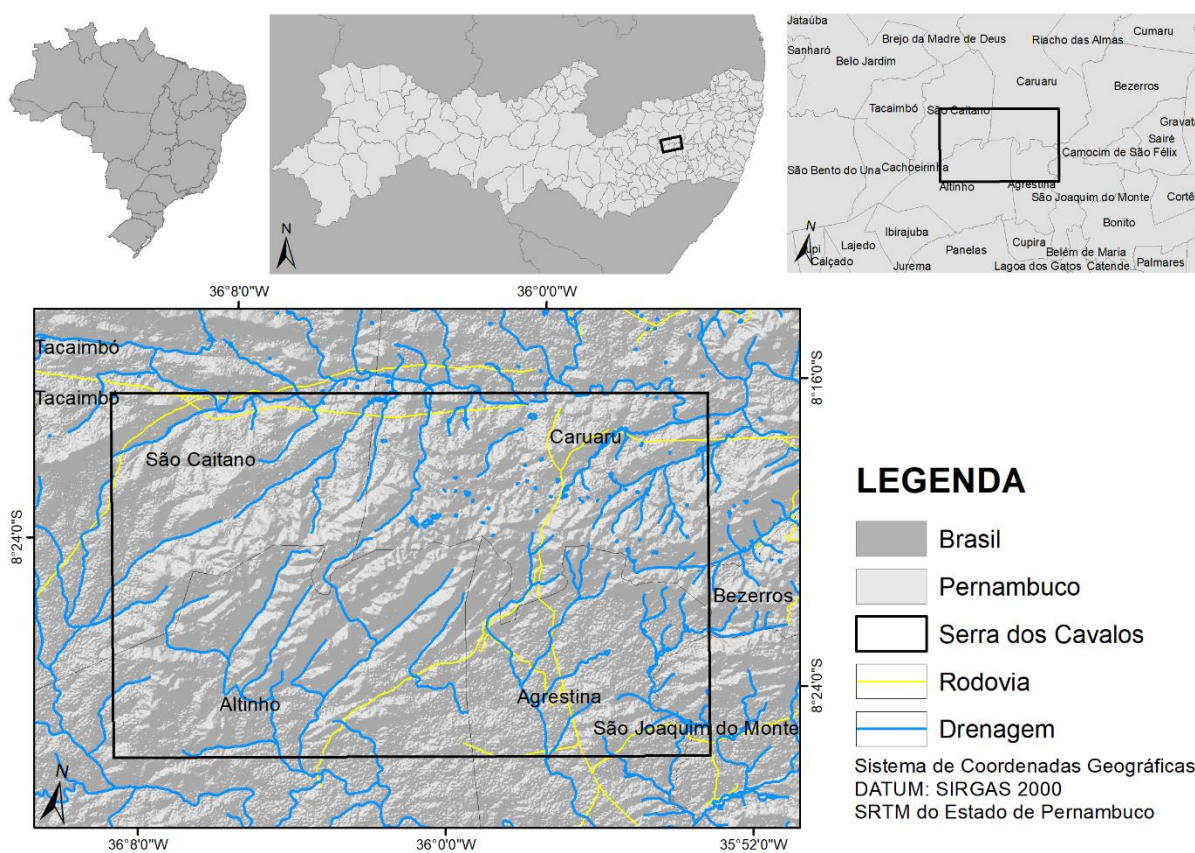 N
Jataúba
Brejo da Madre de Deus
Riacho das Almas
Cumaru
Sanharó
Belo Jardim
Caruaru
Bezerros
Tacaimbó
São Caitano
Gravatá
Sairé
Camocim de São Félix
São Bento do Una
Cachoeirinha
Altinho
Agrestina
São Joaquim do Monte
Cortê
Bonito
N
Ibirajuba
Cupira
Lajedo
Panelas
Belém de Maria
Calçado
Jurema
Lagoa dos Gatos
Catende
Palmares
36°8'0"W
36°0'0"W
Tacaimbó
8°16'0"S
Tacaimbó
Caruaru
São Caitano
8°24'0"S
Bezerros
8°24'0"S
Altinho
Agrestina
São Joaquim do Monte
N
36°8'0"W
36°0'0"W
35°52'0"W
LEGENDA
Brasil
Pernambuco
Serra dos Cavalos
Rodovia
Drenagem
Sistema de Coordenadas Geográficas
DATUM: SIRGAS 2000
SRTM do Estado de Pernambuco